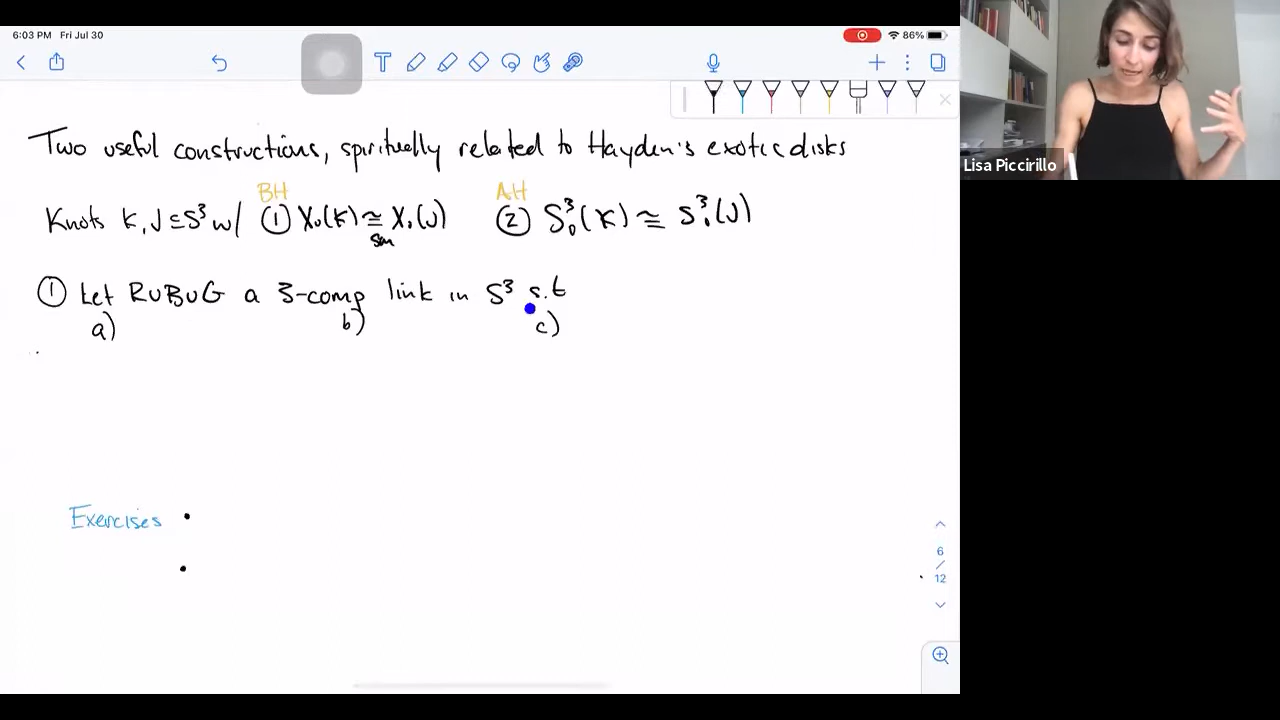 6:03 PM Fri Jul 30
86%
Two useful constructions, spiritually related to Hayden's exotic disks
BH AH
Knots K, J ⊆ S³ w/ ① X₀(K) ≅ X₀(J) ② S³₀(K) ≅ S³₀(J)
sm
① Let R∪B∪G a 3-comp link in S³ s.t
a) b) c)
Exercises •
•
6
/
12
Lisa Piccirillo